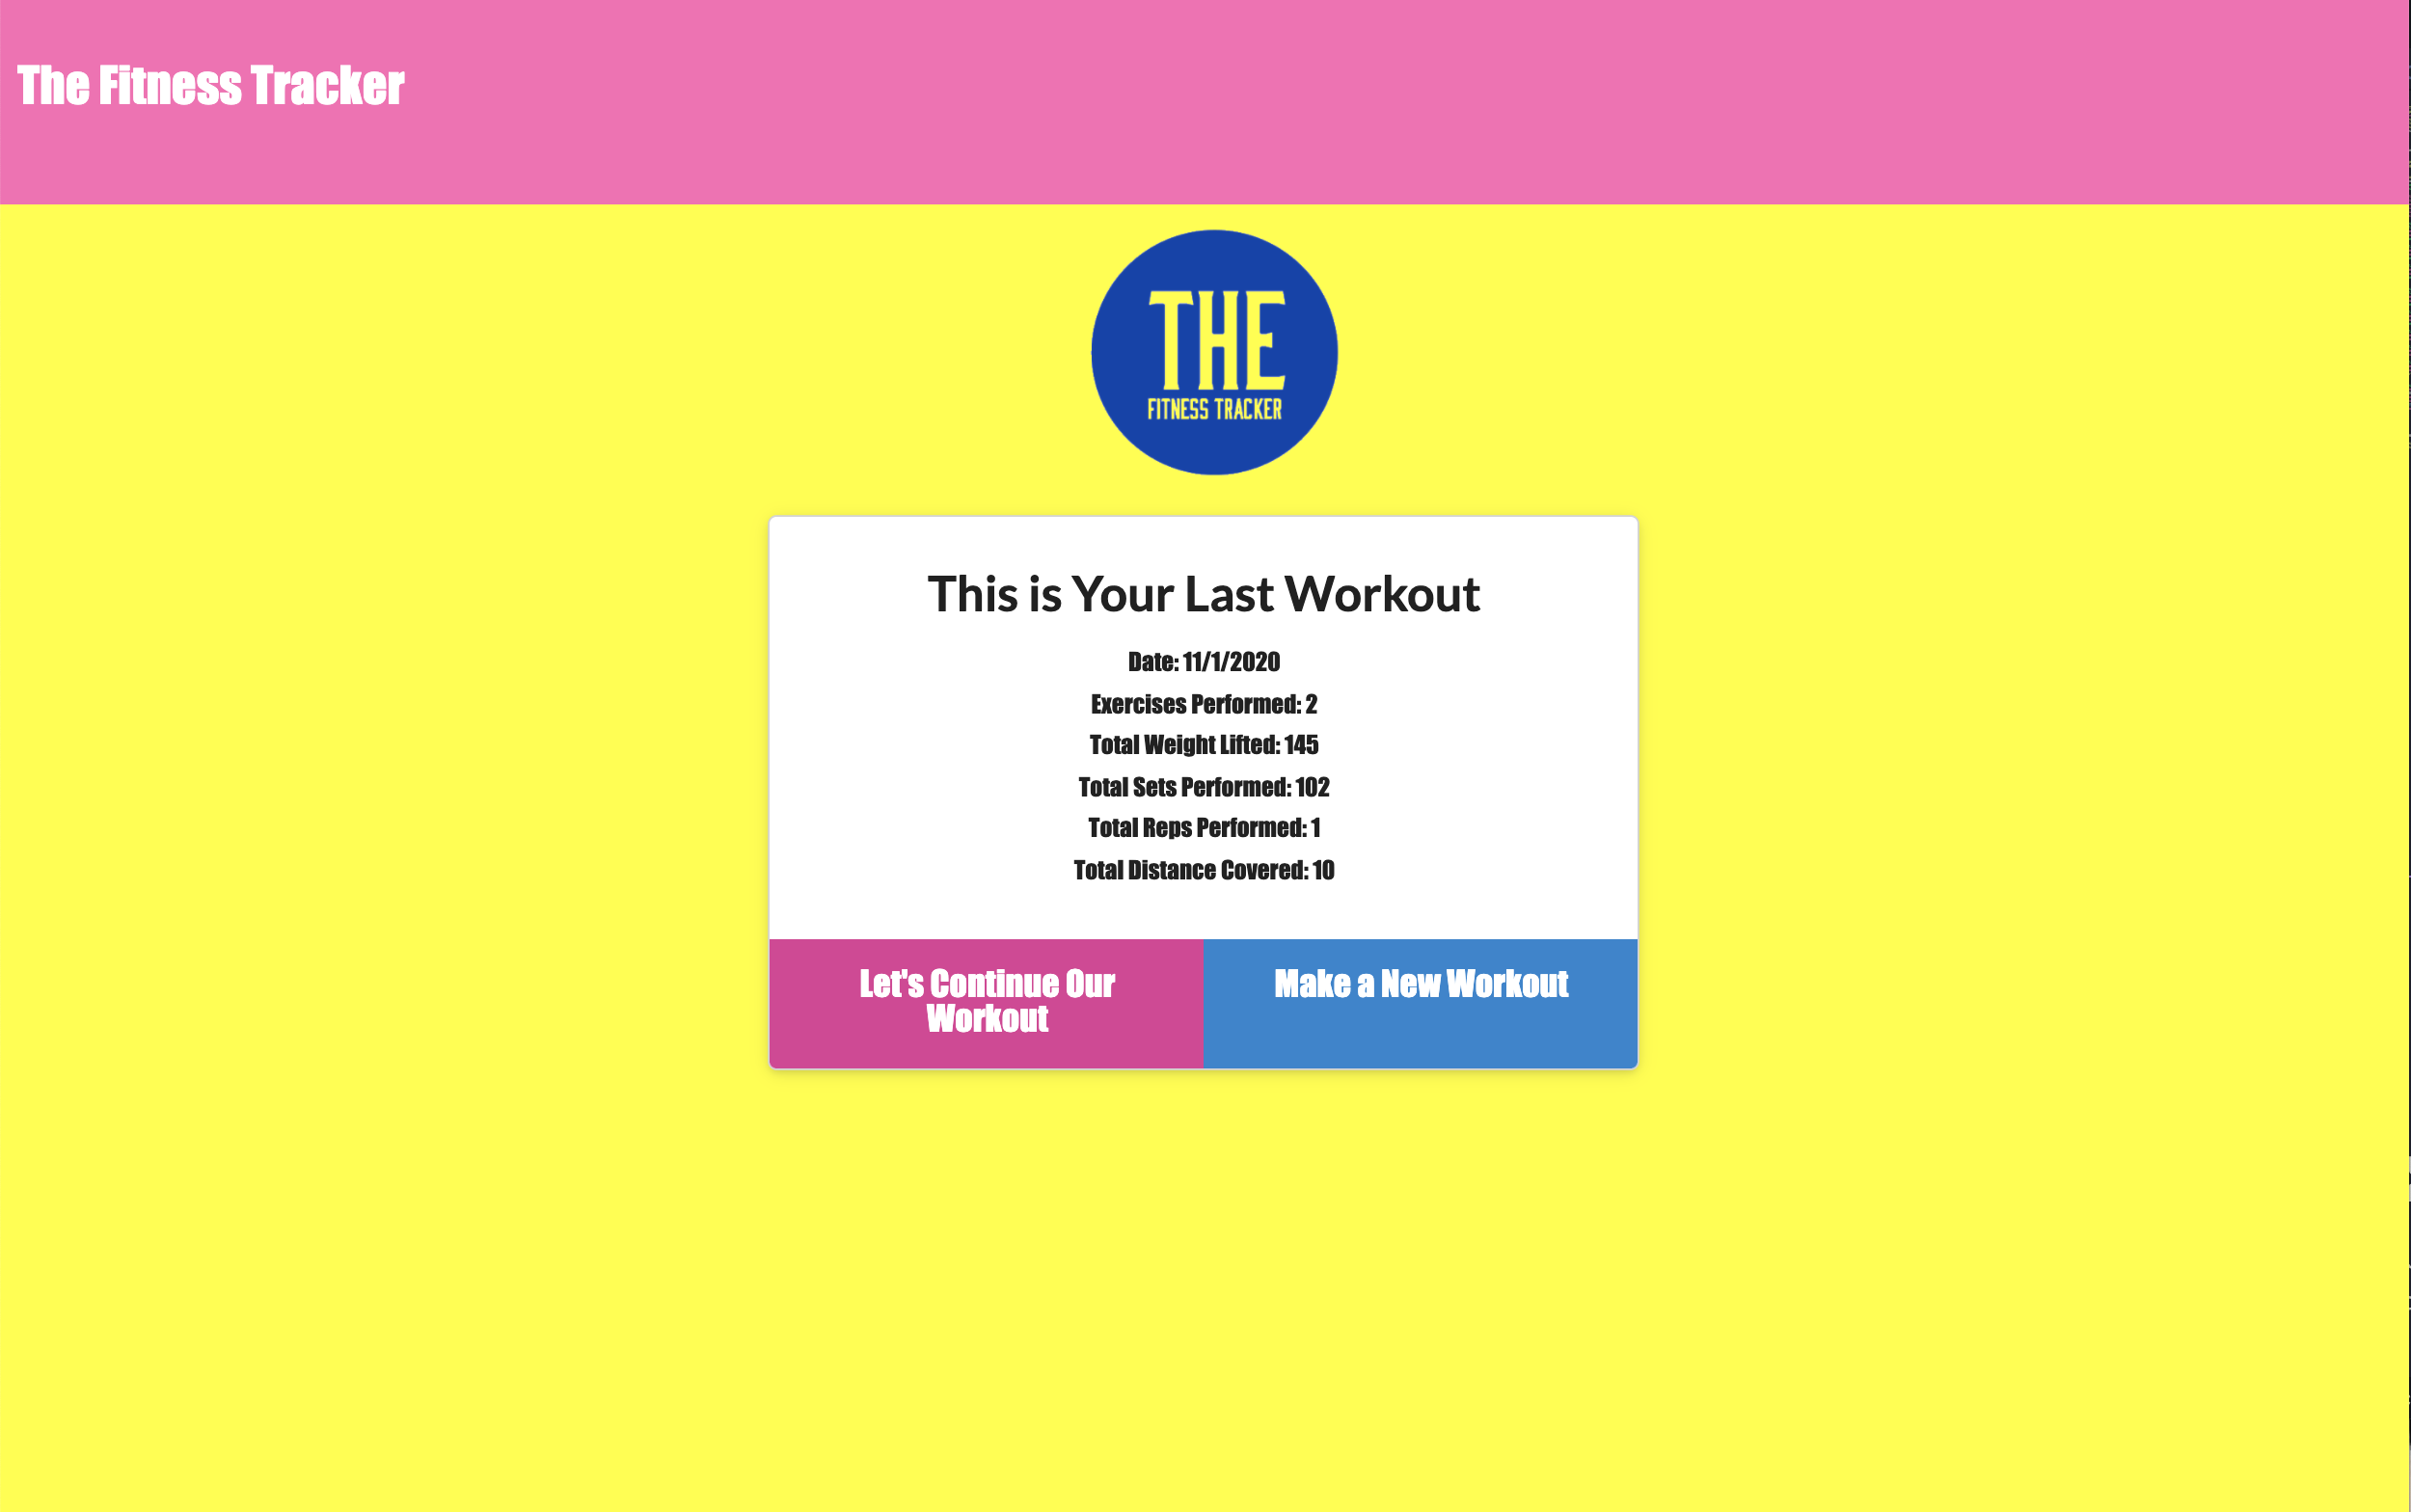 The Fitness Tracker
THE
FITNESS TRACKER
This is Your Last Workout
Date: 11/1/2020
Exercises Performed: 2
Total Weight Lifted: 145
Total Sets Performed: 102
Total Reps Performed: 1
Total Distance Covered: 10
Let's Continue Our
Workout
Make a New Workout